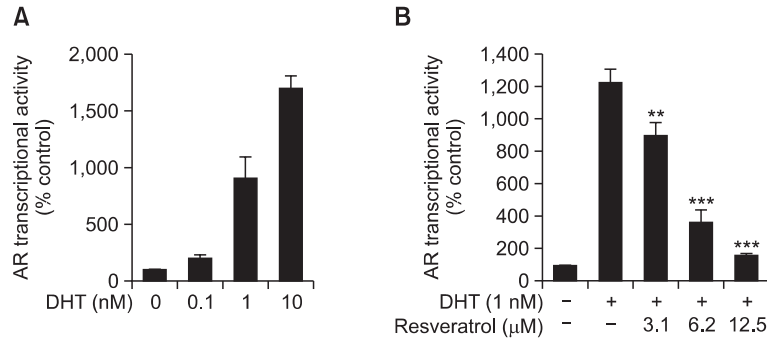 A
AR transcriptional activity
(% control)
2,000
1,500
1,000
500
0
DHT (nM) 0 0.1 1 10
B
AR transcriptional activity
(% control)
1,400
1,200
1,000
800
600
400
200
0
**
***
***
DHT (1 nM) – + + + +
Resveratrol (μM) – – 3.1 6.2 12.5